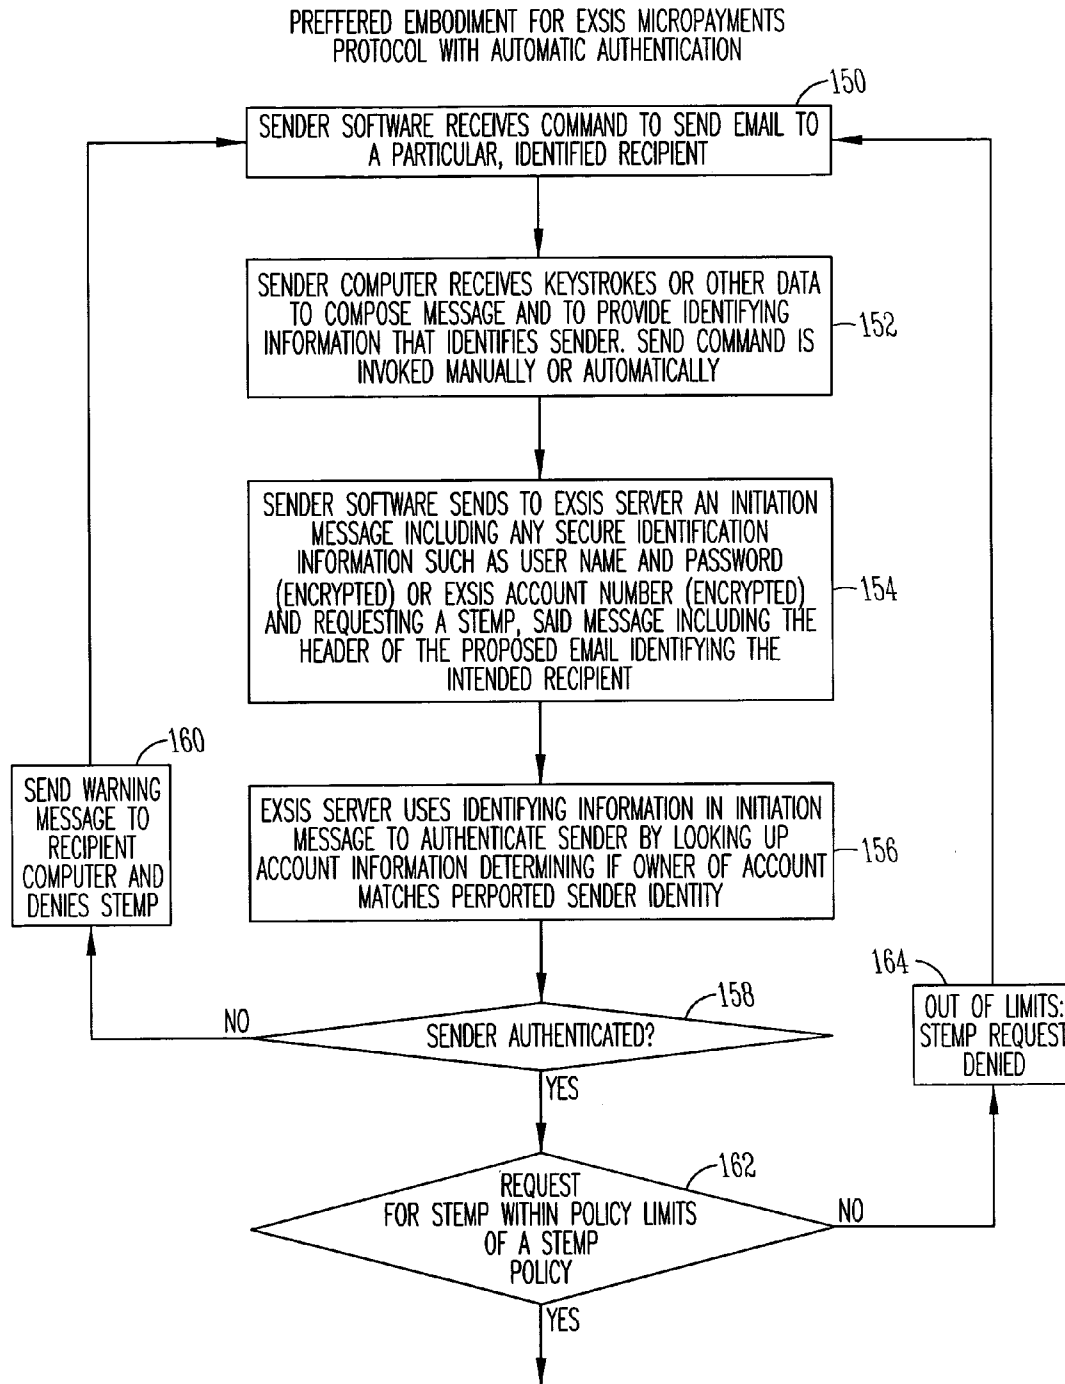 PREFFERED EMBODIMENT FOR EXSIS MICROPAYMENTS
PROTOCOL WITH AUTOMATIC AUTHENTICATION
150
SENDER SOFTWARE RECEIVES COMMAND TO SEND EMAIL TO
A PARTICULAR, IDENTIFIED RECIPIENT
SENDER COMPUTER RECEIVES KEYSTROKES OR OTHER DATA
TO COMPOSE MESSAGE AND TO PROVIDE IDENTIFYING
INFORMATION THAT IDENTIFIES SENDER. SEND COMMAND IS
INVOKED MANUALLY OR AUTOMATICALLY
152
SENDER SOFTWARE SENDS TO EXSIS SERVER AN INITIATION
MESSAGE INCLUDING ANY SECURE IDENTIFICATION
INFORMATION SUCH AS USER NAME AND PASSWORD
(ENCRYPTED) OR EXSIS ACCOUNT NUMBER (ENCRYPTED)
AND REQUESTING A STEMP, SAID MESSAGE INCLUDING THE
HEADER OF THE PROPOSED EMAIL IDENTIFYING THE
INTENDED RECIPIENT
154
160
SEND WARNING
MESSAGE TO
RECIPIENT
COMPUTER AND
DENIES STEMP
EXSIS SERVER USES IDENTIFYING INFORMATION IN INITIATION
MESSAGE TO AUTHENTICATE SENDER BY LOOKING UP
ACCOUNT INFORMATION DETERMINING IF OWNER OF ACCOUNT
MATCHES PERPORTED SENDER IDENTITY
156
158
SENDER AUTHENTICATED?
NO
YES
164
OUT OF LIMITS:
STEMP REQUEST
DENIED
162
REQUEST
FOR STEMP WITHIN POLICY LIMITS
OF A STEMP
POLICY
NO
YES